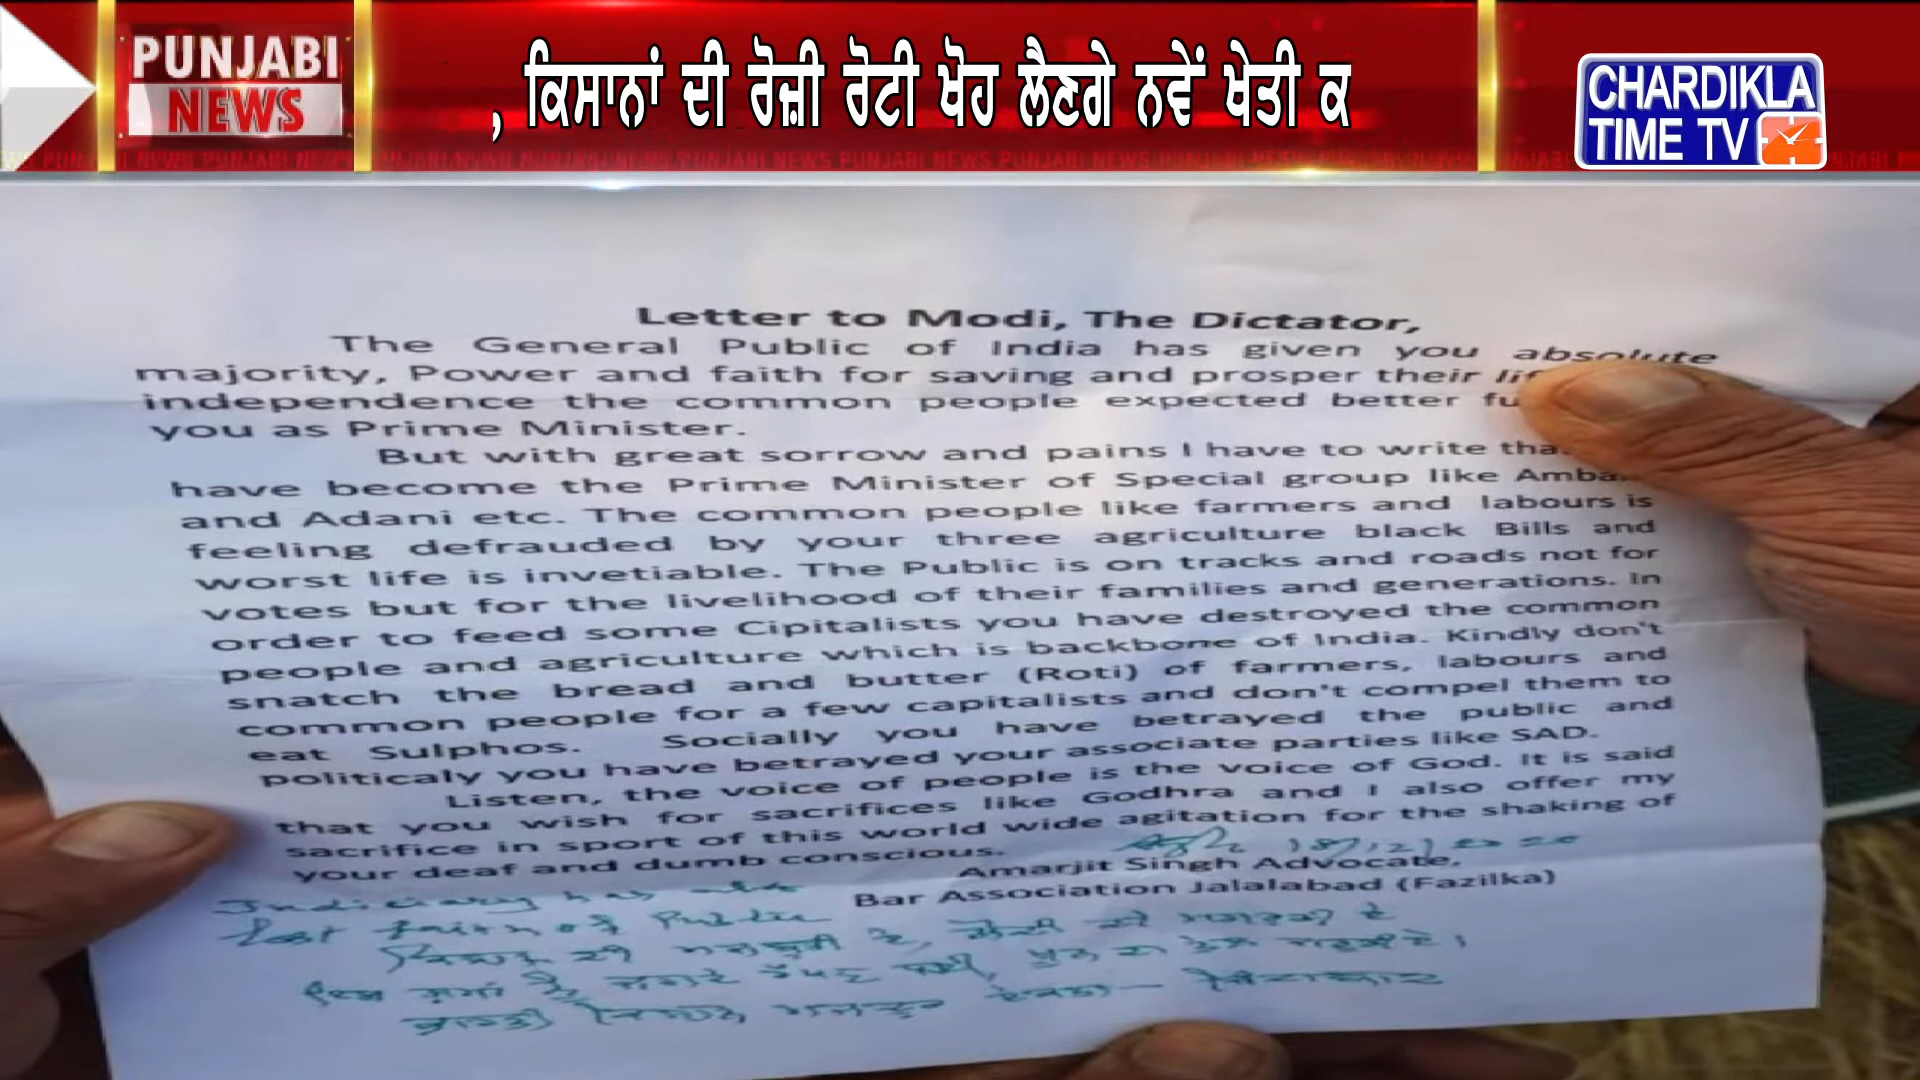 PUNJABI
NEWS
, ਕਿਸਾਨਾਂ ਦੀ ਰੋਜ਼ੀ ਰੋਟੀ ਖੋਹ ਲੈਣਗੇ ਨਵੇਂ ਖੇਤੀ ਕ
CHARDIKLA
TIME TV
Letter to Modi, The Dictator,
The General Public of India has given you absolute
majority, Power and faith for saving and prosper their
independence the common people expected better
you as Prime Minister.
But with great sorrow and pains I have to write
have become the Prime Minister of Special group like
and Adani etc. The common people like farmers and labours is
feeling defrauded by your three agriculture black Bills and
worst life is invetiable. The Public is on tracks and roads not for
votes but for the livelihood of their families and generations. In
order to feed some Cipitalists you have destroyed the common
people and agriculture which is backbone of India. Kindly don't
snatch the bread and butter (Roti) of farmers, labours and
common people for a few capitalists and don't compel them to
eat Sulphos. Socially you have betrayed the public and
politicaly you have betrayed your associate parties like SAD.
Listen, the voice of people is the voice of God. It is said
that you wish for sacrifices like Godhra and I also offer my
sacrifice in sport of this world wide agitation for the shaking of
your deaf and dumb conscious.
18/12/2020
Amarjit Singh Advocate,
Bar Association Jalalabad (Fazilka)
Judiciary has
lost faith of Public